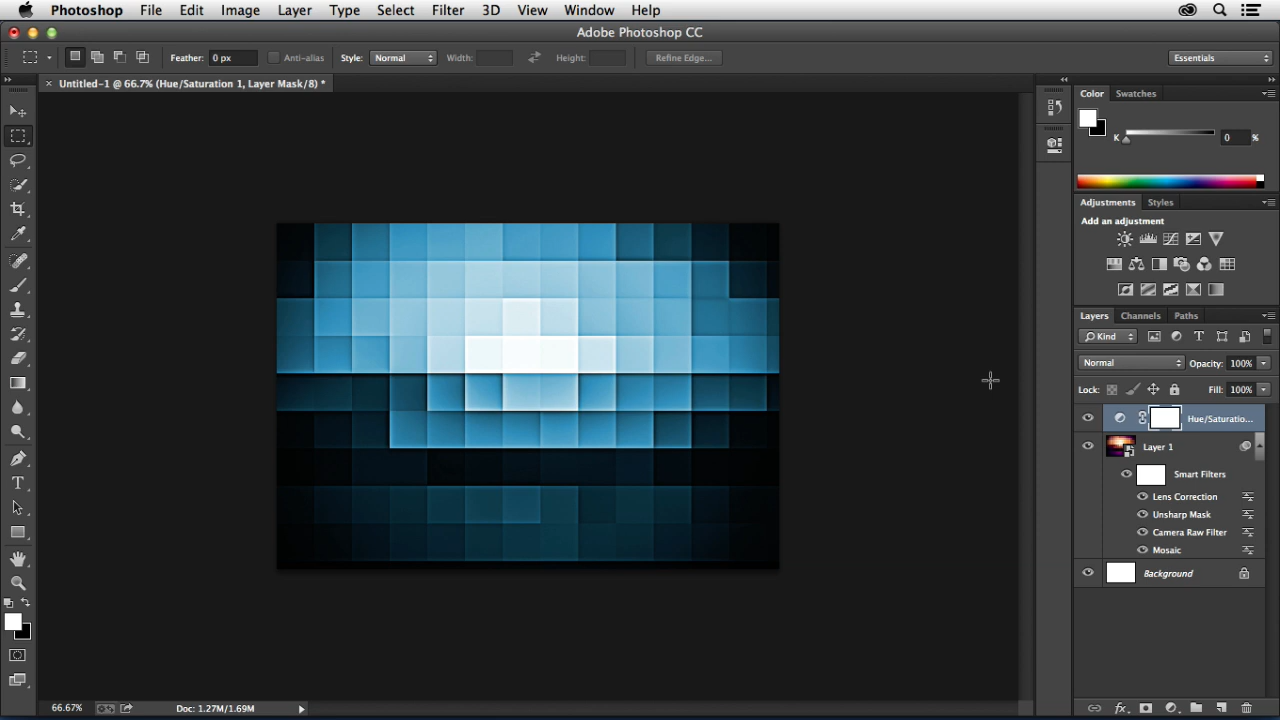 Photoshop File Edit Image Layer Type Select Filter 3D View Window Help
Adobe Photoshop CC
Feather: 0 px Anti-alias Style: Normal Width: Height: Refine Edge... Essentials
× Untitled-1 @ 66.7% (Hue/Saturation 1, Layer Mask/8) *
Color Swatches
K 0 %
Adjustments Styles
Add an adjustment
Layers Channels Paths
Kind
Normal Opacity: 100%
Lock: Fill: 100%
Hue/Saturatio...
Layer 1
Smart Filters
Lens Correction
Unsharp Mask
Camera Raw Filter
Mosaic
Background
66.67% Doc: 1.27M/1.69M